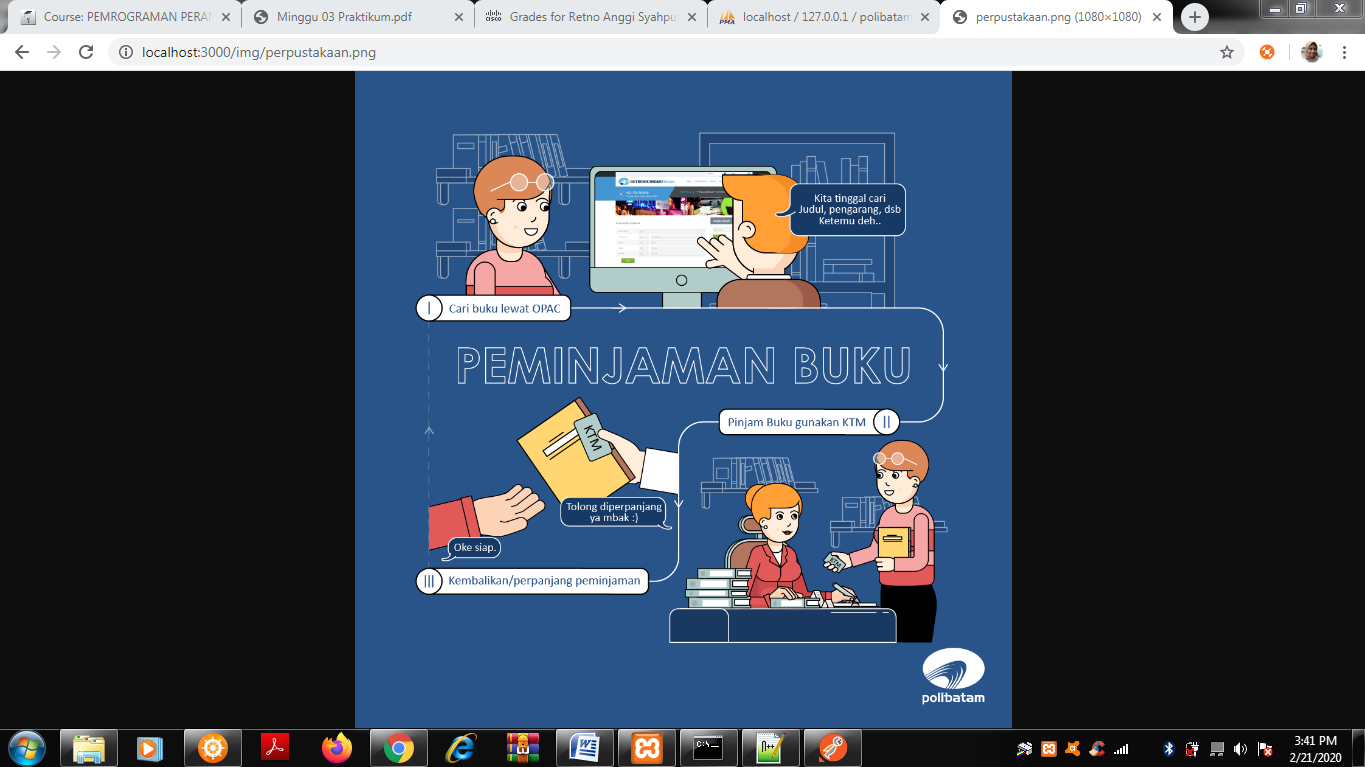 Course: PEMROGRAMAN PERAN
Minggu 03 Praktikum.pdf
Grades for Retno Anggi Syahput
PMA
localhost / 127.0.0.1 / polibatam
perpustakaan.png (1080×1080)
localhost:3000/img/perpustakaan.png
Kita tinggal cari
Judul, pengarang, dsb
Ketemu deh..
I Cari buku lewat OPAC
PEMINJAMAN BUKU
Pinjam Buku gunakan KTM II
KTM
Tolong diperpanjang
ya mbak :)
Oke siap.
III Kembalikan/perpanjang peminjaman
polibatam
3:41 PM
2/21/2020